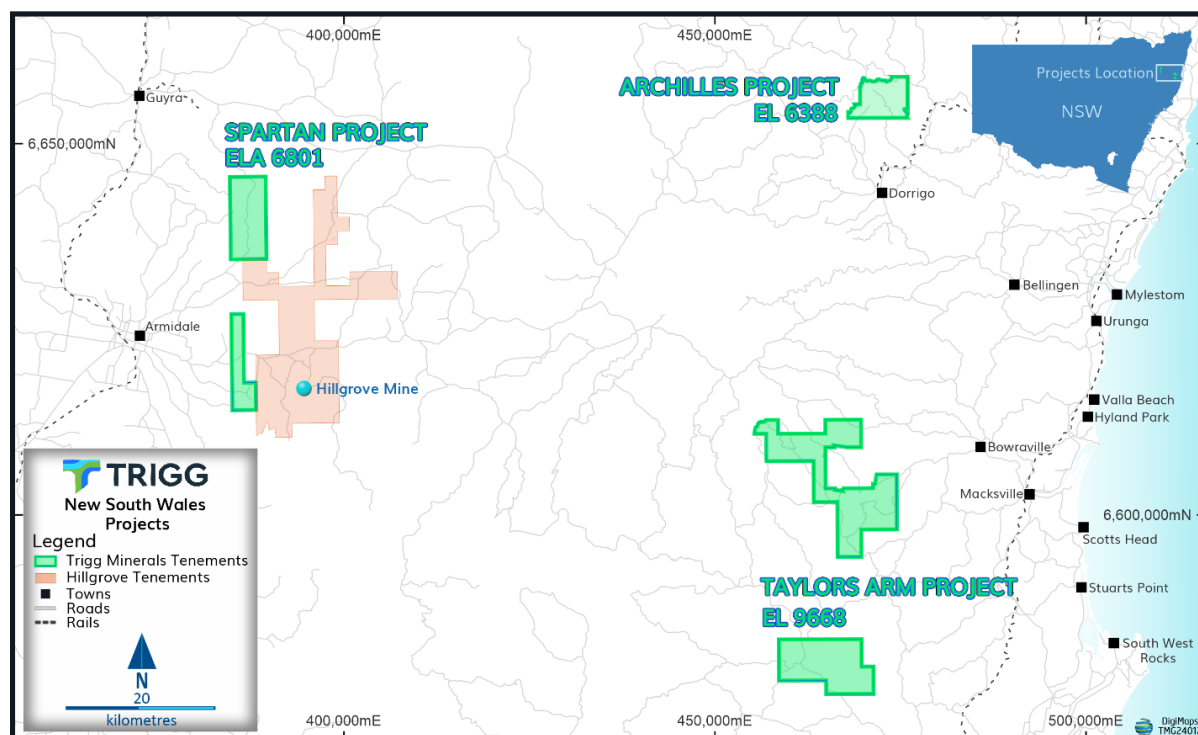 400,000mE
450,000mE
Guyra
ARCHILLES PROJECT
EL 6388
Projects Location
NSW
SPARTAN PROJECT
ELA 6801
6,650,000mN
Dorrigo
Bellingen
Mylestom
Urunga
Armidale
Hillgrove Mine
Valla Beach
Hyland Park
Bowraville
Macksville
6,600,000mN
Scotts Head
TAYLORS ARM PROJECT
EL 9668
Stuarts Point
South West
Rocks
TRIGG
New South Wales
Projects
Legend
Trigg Minerals Tenements
Hillgrove Tenements
Towns
Roads
Rails
N
20
kilometres
400,000mE
450,000mE
500,000mE
DigiMaps